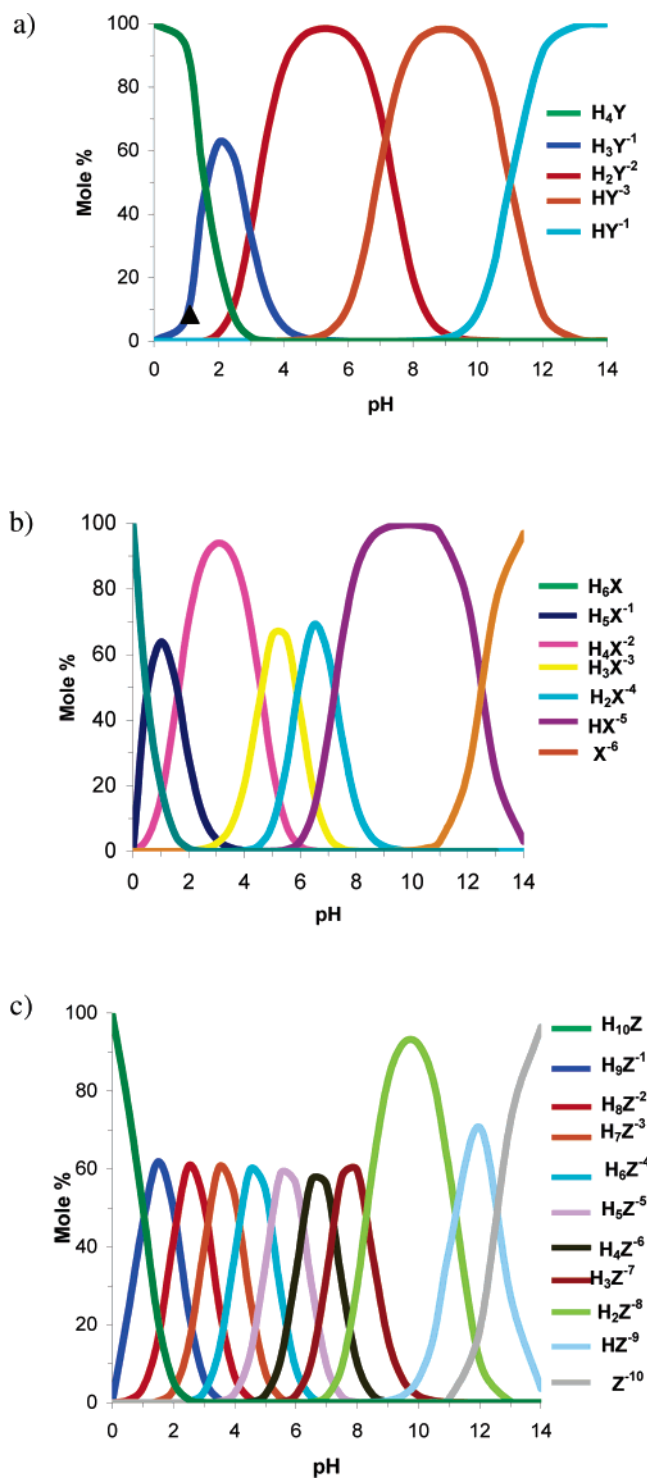 a)
100
80
60
40
20
0
Mole %
0 2 4 6 8 10 12 14
pH
H₄Y
H₃Y⁻¹
H₂Y⁻²
HY⁻³
HY⁻¹
b)
100
80
60
40
20
0
Mole %
0 2 4 6 8 10 12 14
pH
H₆X
H₅X⁻¹
H₄X⁻²
H₃X⁻³
H₂X⁻⁴
HX⁻⁵
X⁻⁶
c)
100
80
60
40
20
0
Mole %
0 2 4 6 8 10 12 14
pH
H₁₀Z
H₉Z⁻¹
H₈Z⁻²
H₇Z⁻³
H₆Z⁻⁴
H₅Z⁻⁵
H₄Z⁻⁶
H₃Z⁻⁷
H₂Z⁻⁸
HZ⁻⁹
Z⁻¹⁰